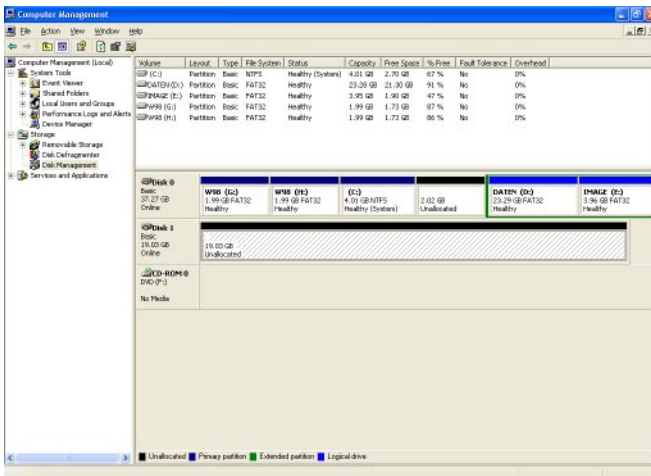 Computer Management
File Action View Window Help
Computer Management (Local)
System Tools
Event Viewer
Shared Folders
Local Users and Groups
Performance Logs and Alerts
Device Manager
Storage
Removable Storage
Disk Defragmenter
Disk Management
Services and Applications
Volume Layout Type File System Status Capacity Free Space % Free Fault Tolerance Overhead
(C:) Partition Basic NTFS Healthy (System) 4.01 GB 2.70 GB 67 % No 0%
DATEN (D:) Partition Basic FAT32 Healthy 23.28 GB 21.30 GB 91 % No 0%
IMAGE (E:) Partition Basic FAT32 Healthy 3.95 GB 1.90 GB 47 % No 0%
W98 (G:) Partition Basic FAT32 Healthy 1.99 GB 1.73 GB 87 % No 0%
W98 (H:) Partition Basic FAT32 Healthy 1.99 GB 1.73 GB 86 % No 0%
Disk 0
Basic
37.27 GB
Online
W98 (G:)
1.99 GB FAT32
Healthy
W98 (H:)
1.99 GB FAT32
Healthy
(C:)
4.01 GB NTFS
Healthy (System)
2.02 GB
Unallocated
DATEN (D:)
23.29 GB FAT32
Healthy
IMAGE (E:)
3.96 GB FAT32
Healthy
Disk 1
Basic
19.03 GB
Online
19.03 GB
Unallocated
CD-ROM 0
DVD (F:)
No Media
Unallocated Primary partition Extended partition Logical drive